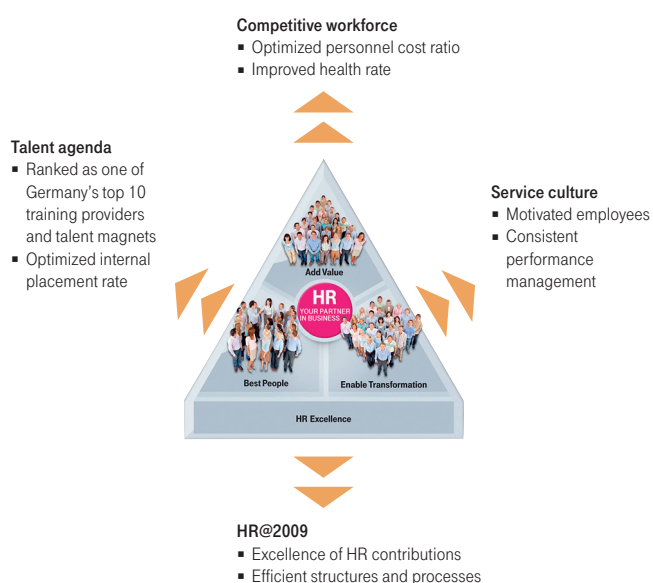 Competitive workforce
▪ Optimized personnel cost ratio
▪ Improved health rate
Talent agenda
▪ Ranked as one of
Germany's top 10
training providers
and talent magnets
▪ Optimized internal
placement rate
Service culture
▪ Motivated employees
▪ Consistent
performance
management
Add Value
HR
YOUR PARTNER
IN BUSINESS
Best People
Enable Transformation
HR Excellence
HR@2009
▪ Excellence of HR contributions
▪ Efficient structures and processes